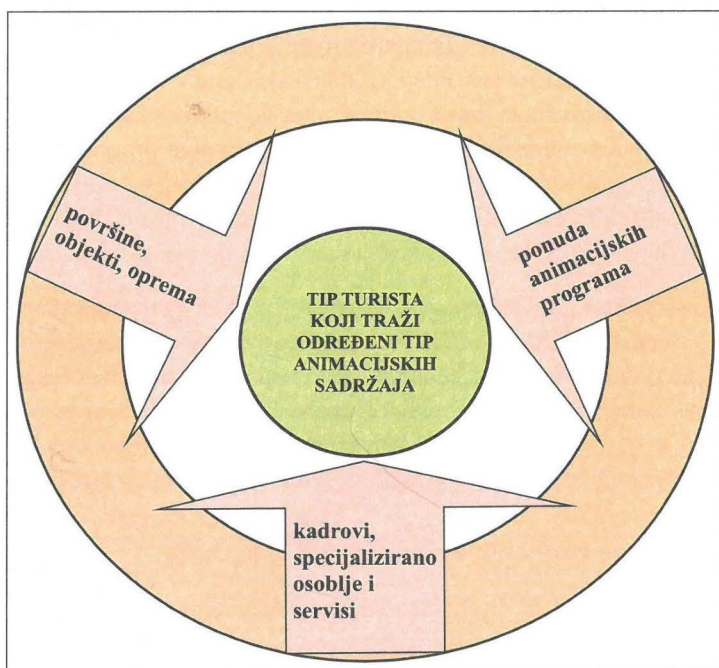 površine,
objekti, oprema
ponuda
animacijskih
programa
TIP TURISTA
KOJI TRAŽI
ODREĐENI TIP
ANIMACIJSKIH
SADRŽAJA
kadrovi,
specijalizirano
osoblje i
servisi